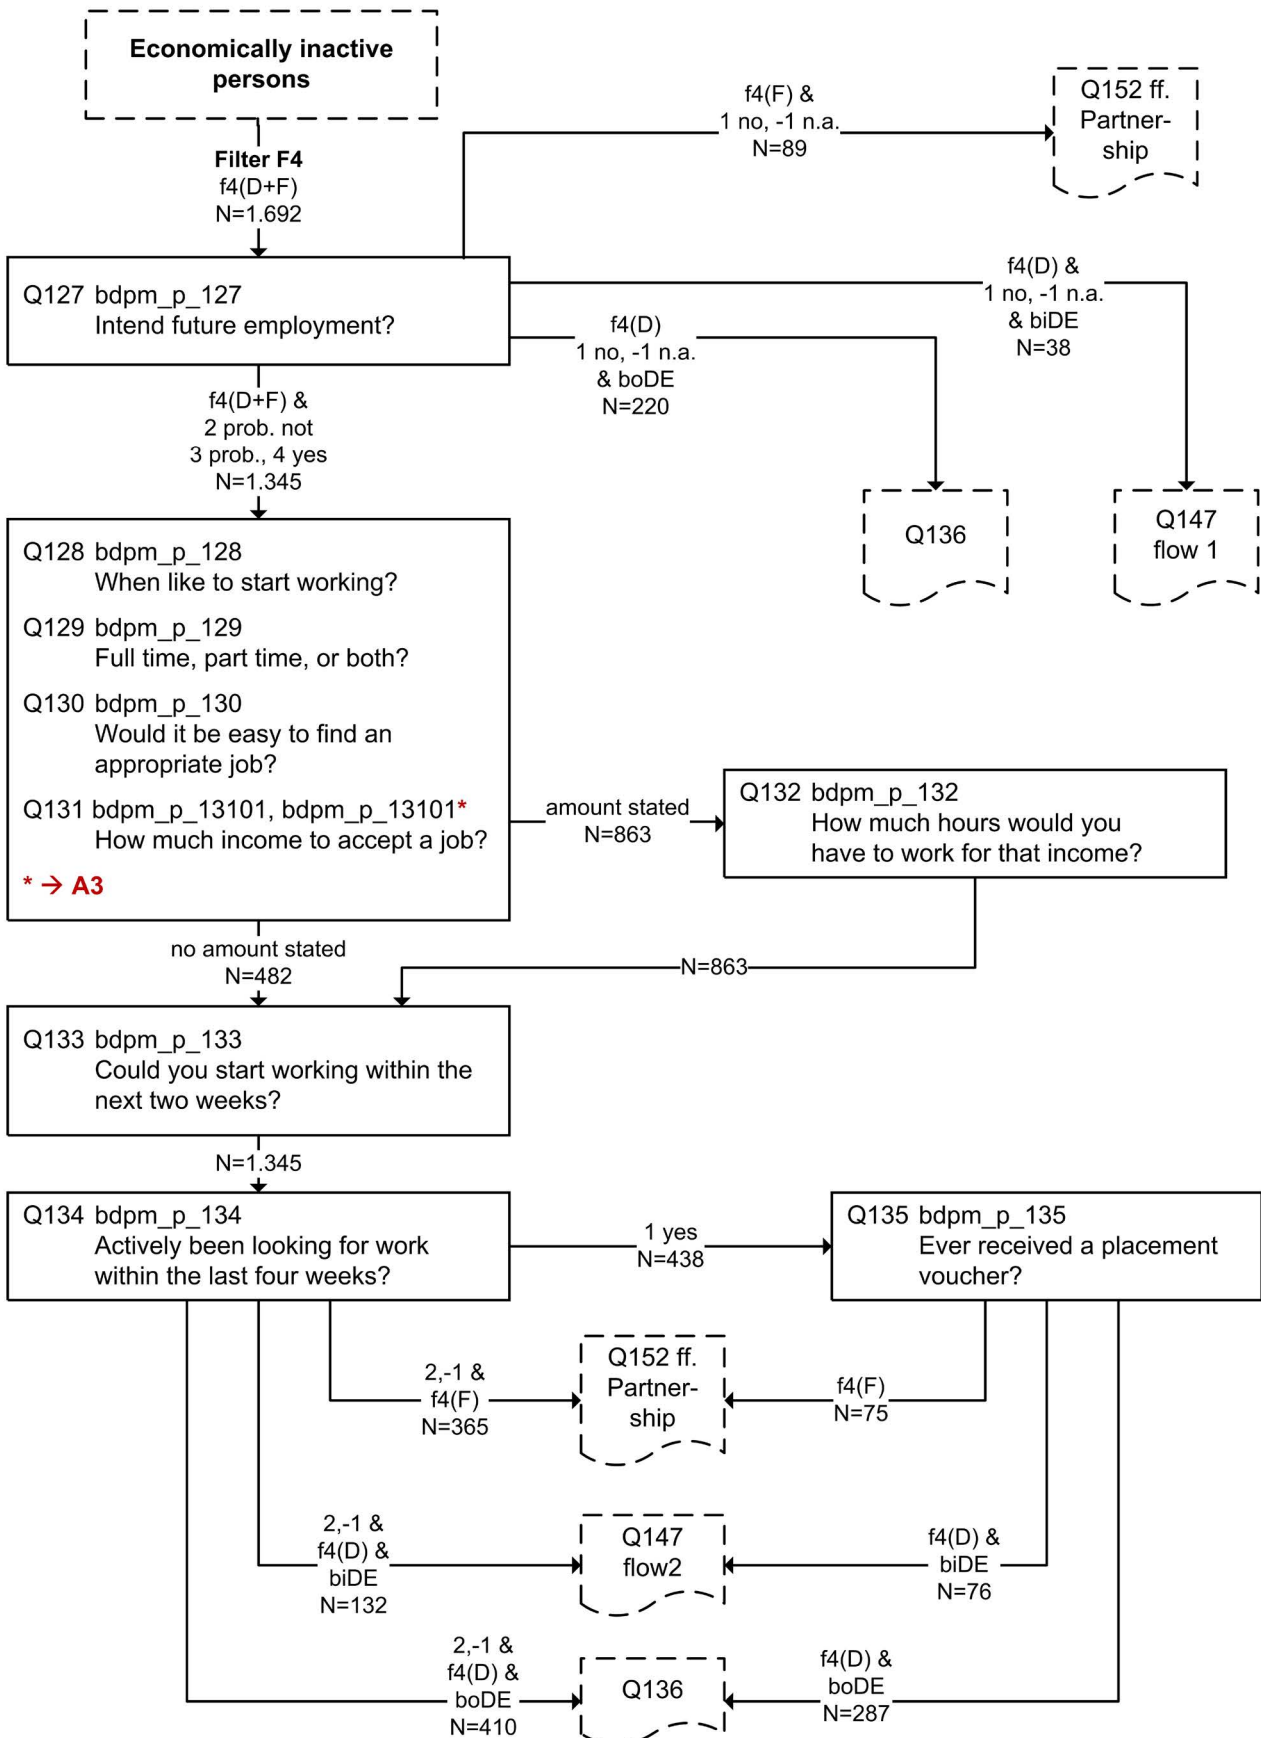 Economically inactive
persons
Filter F4
f4(D+F)
N=1.692
f4(F) &
1 no, -1 n.a.
N=89
Q152 ff.
Partner-
ship
Q127 bdpm_p_127
Intend future employment?
f4(D) &
1 no, -1 n.a.
& biDE
N=38
f4(D)
1 no, -1 n.a.
& boDE
N=220
f4(D+F) &
2 prob. not
3 prob., 4 yes
N=1.345
Q136
Q147
flow 1
Q128 bdpm_p_128
When like to start working?
Q129 bdpm_p_129
Full time, part time, or both?
Q130 bdpm_p_130
Would it be easy to find an
appropriate job?
Q131 bdpm_p_13101, bdpm_p_13101*
How much income to accept a job?
* → A3
amount stated
N=863
Q132 bdpm_p_132
How much hours would you
have to work for that income?
no amount stated
N=482
N=863
Q133 bdpm_p_133
Could you start working within the
next two weeks?
N=1.345
Q134 bdpm_p_134
Actively been looking for work
within the last four weeks?
1 yes
N=438
Q135 bdpm_p_135
Ever received a placement
voucher?
2,-1 &
f4(F)
N=365
Q152 ff.
Partner-
ship
f4(F)
N=75
2,-1 &
f4(D) &
biDE
N=132
Q147
flow2
f4(D) &
biDE
N=76
2,-1 &
f4(D) &
boDE
N=410
Q136
f4(D) &
boDE
N=287